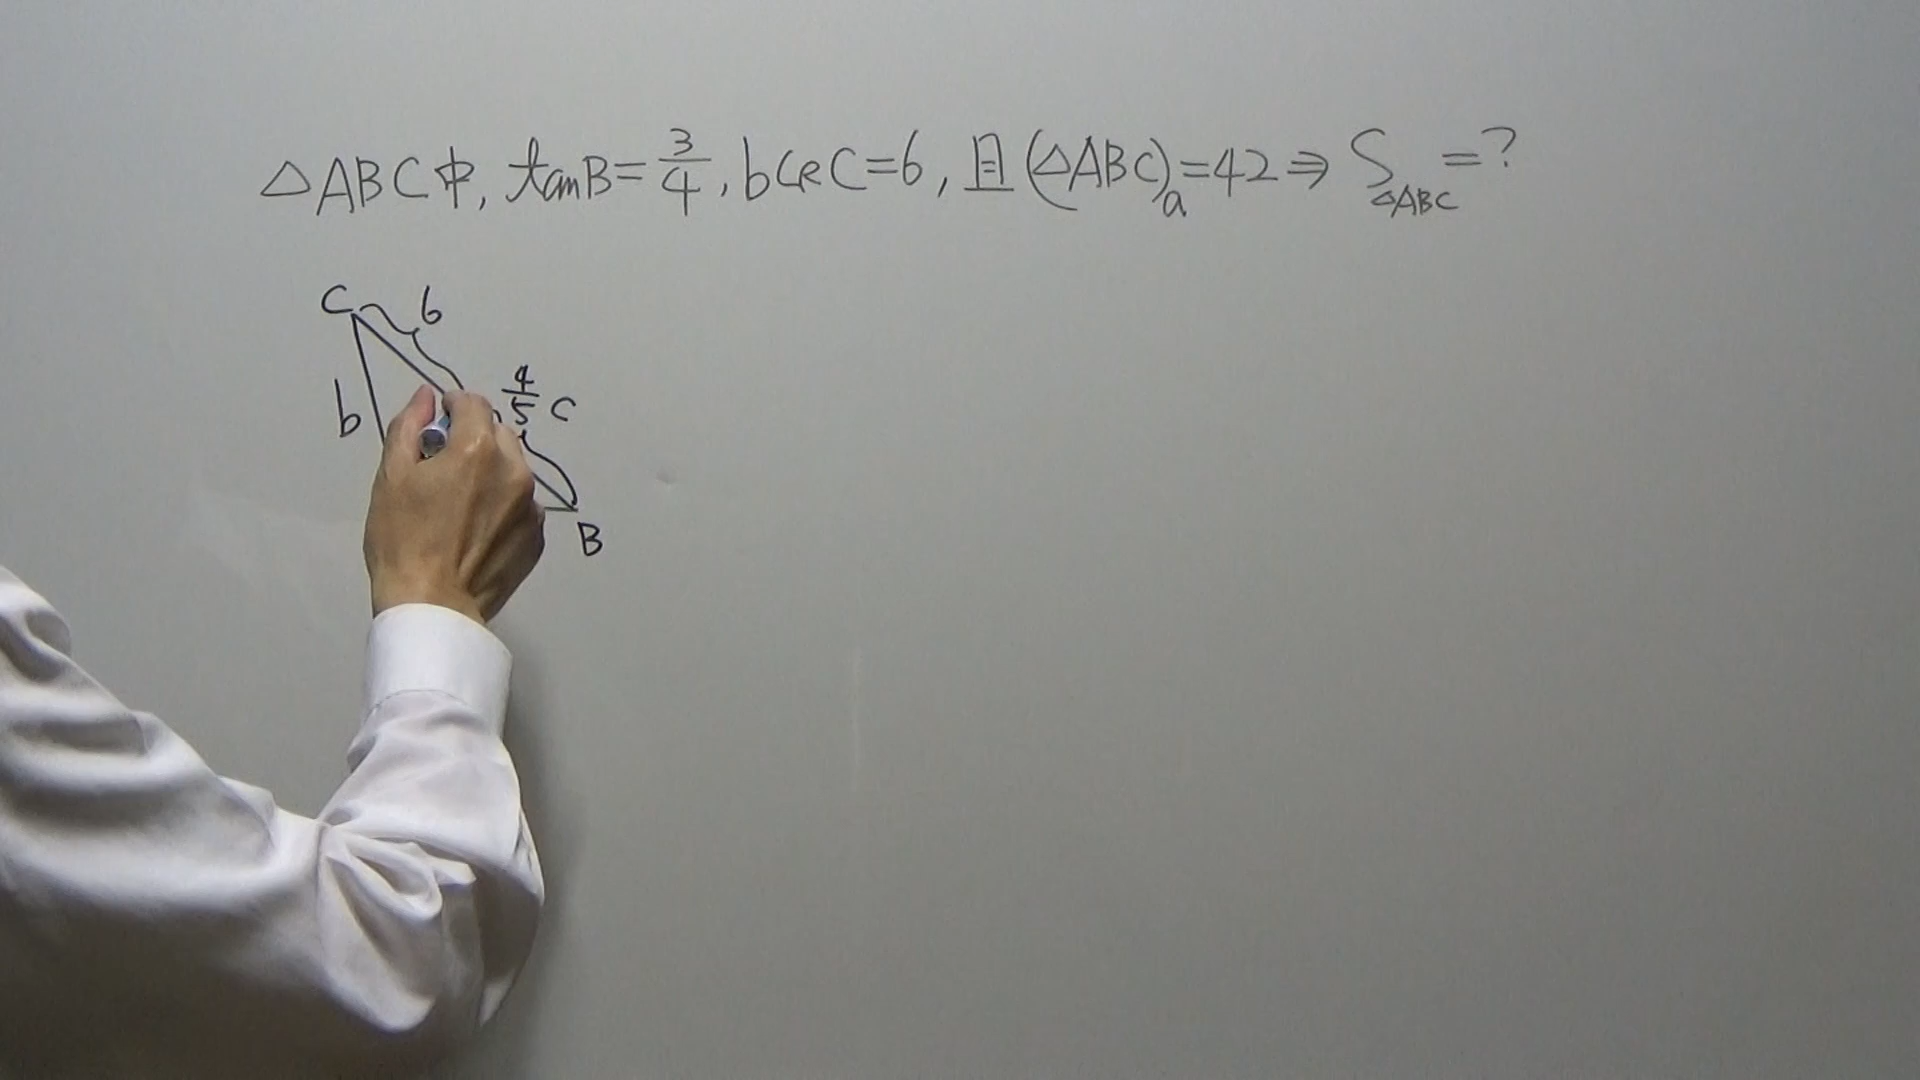 △ABC中, tanB=3/4, bcosC=6, 且(△ABC)a=42⇒S△ABC=?
C 6
b 4/5 c
B